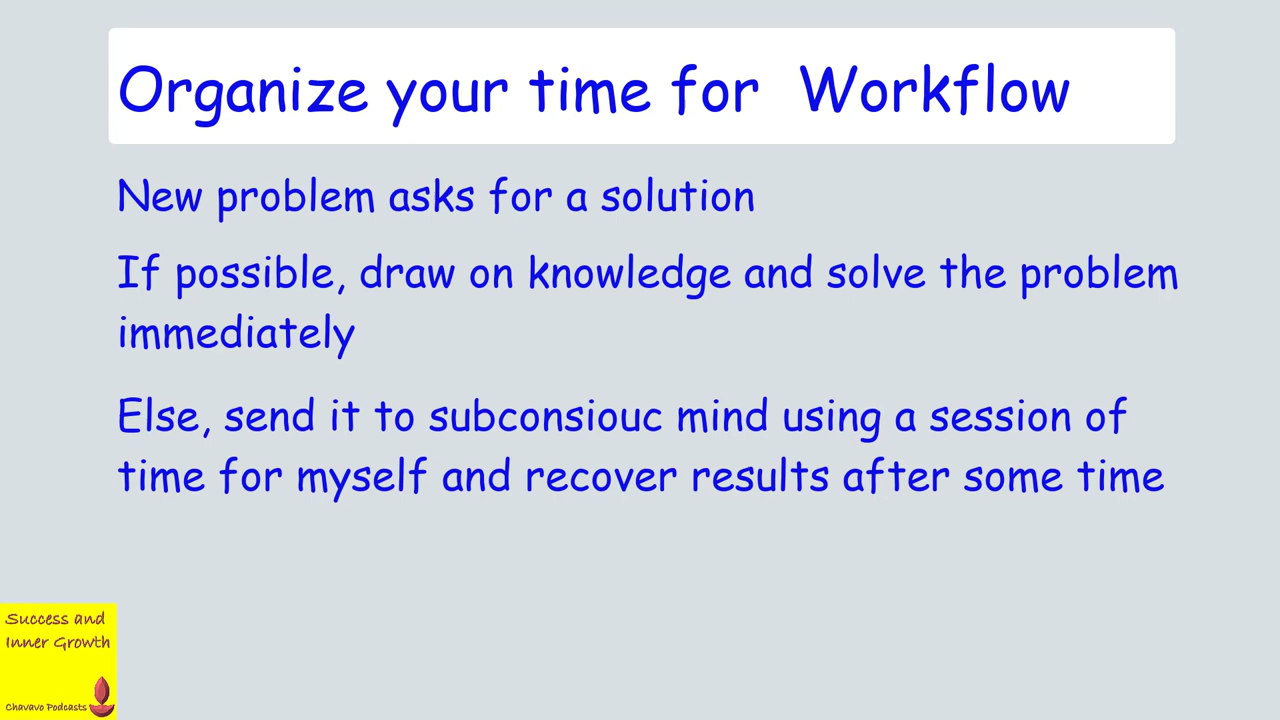 Organize your time for  Workflow
New problem asks for a solution
If possible, draw on knowledge and solve the problem
immediately
Else, send it to subconsiouc mind using a session of
time for myself and recover results after some time
Success and
Inner Growth
Chavavo Podcasts